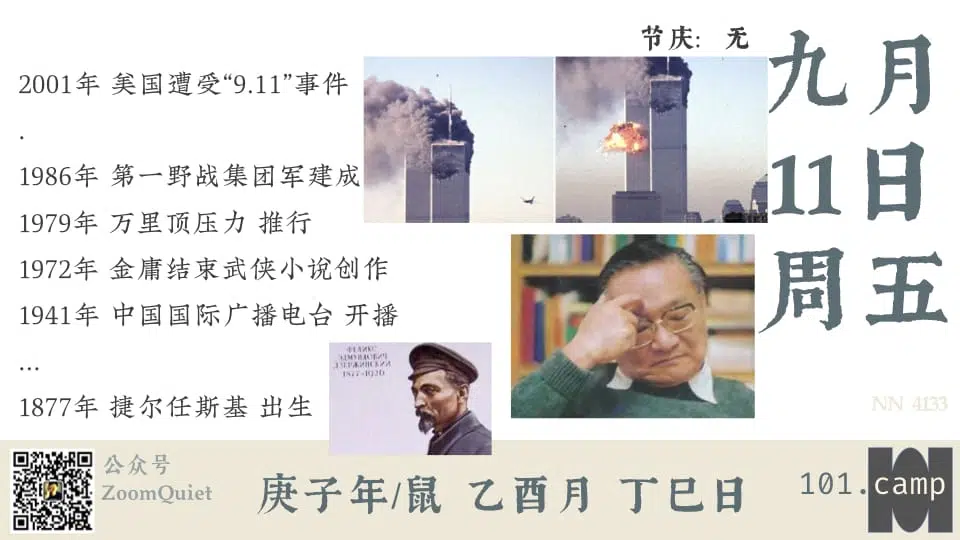 节庆: 无
九月
11日
周五
2001年 美国遭受“9.11”事件
.
1986年 第一野战集团军建成
1979年 万里顶压力 推行
1972年 金庸结束武侠小说创作
1941年 中国国际广播电台 开播
...
1877年 捷尔任斯基 出生
1877-1926
NN 4133
公众号
ZoomQuiet
庚子年/鼠 乙酉月 丁巳日
101.camp